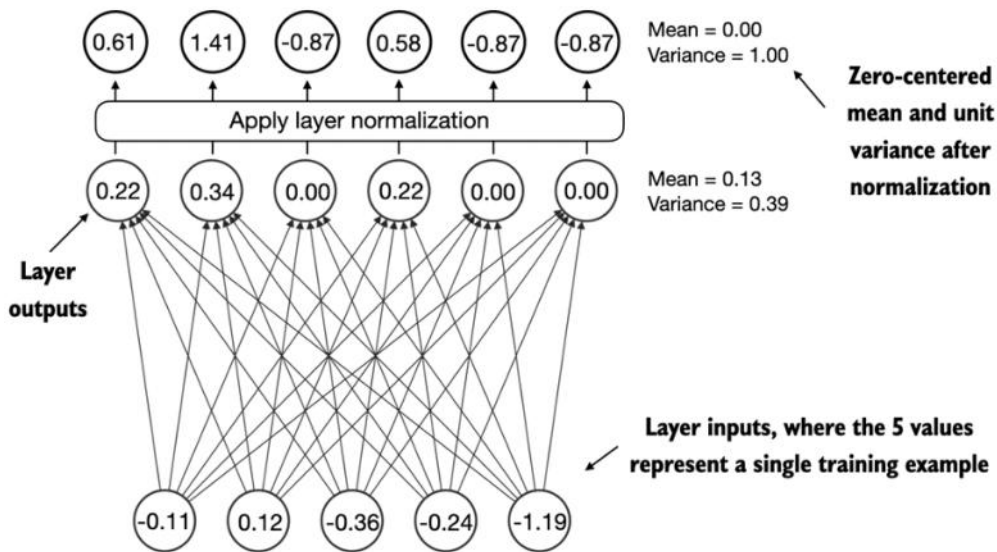 0.61 1.41 -0.87 0.58 -0.87 -0.87
Mean = 0.00
Variance = 1.00
Zero-centered
mean and unit
variance after
normalization
Apply layer normalization
0.22 0.34 0.00 0.22 0.00 0.00
Mean = 0.13
Variance = 0.39
Layer
outputs
Layer inputs, where the 5 values
represent a single training example
-0.11 0.12 -0.36 -0.24 -1.19